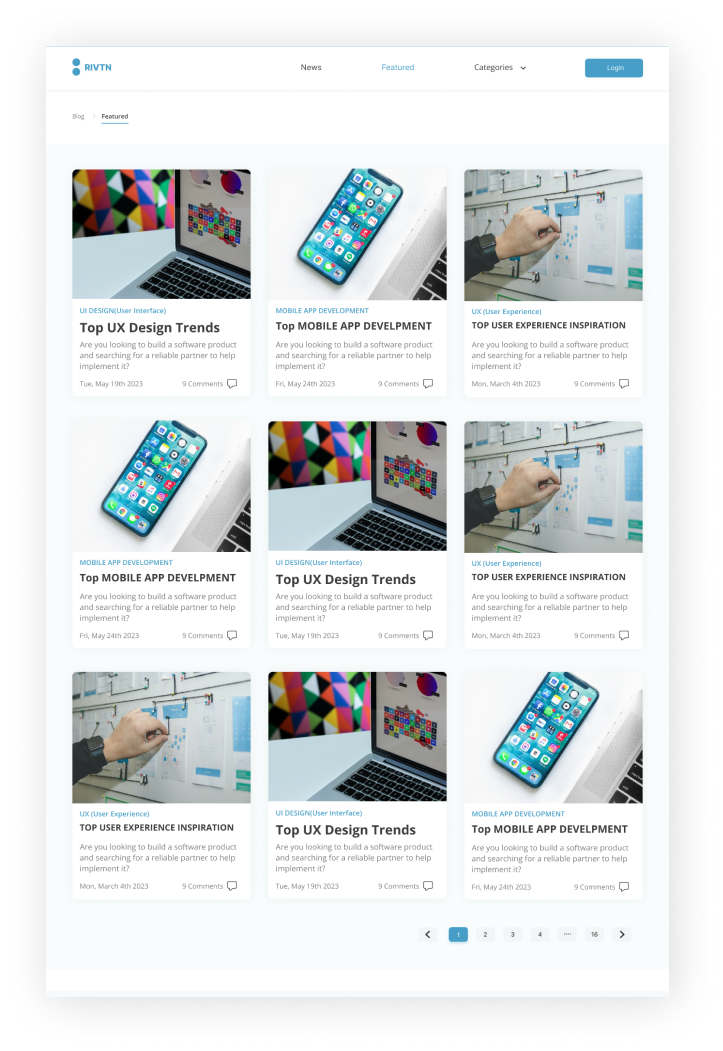 RIVTN
News
Featured
Categories
Login
Blog
Featured
UI DESIGN(User Interface)
Top UX Design Trends
Are you looking to build a software product
and searching for a reliable partner to help
implement it?
Tue, May 19th 2023
9 Comments
MOBILE APP DEVELOPMENT
Top MOBILE APP DEVELPMENT
Are you looking to build a software product
and searching for a reliable partner to help
implement it?
Fri, May 24th 2023
9 Comments
UX (User Experience)
TOP USER EXPERIENCE INSPIRATION
Are you looking to build a software product
and searching for a reliable partner to help
implement it?
Mon, March 4th 2023
9 Comments
MOBILE APP DEVELOPMENT
Top MOBILE APP DEVELPMENT
Are you looking to build a software product
and searching for a reliable partner to help
implement it?
Fri, May 24th 2023
9 Comments
UI DESIGN(User Interface)
Top UX Design Trends
Are you looking to build a software product
and searching for a reliable partner to help
implement it?
Tue, May 19th 2023
9 Comments
UX (User Experience)
TOP USER EXPERIENCE INSPIRATION
Are you looking to build a software product
and searching for a reliable partner to help
implement it?
Mon, March 4th 2023
9 Comments
UX (User Experience)
TOP USER EXPERIENCE INSPIRATION
Are you looking to build a software product
and searching for a reliable partner to help
implement it?
Mon, March 4th 2023
9 Comments
UI DESIGN(User Interface)
Top UX Design Trends
Are you looking to build a software product
and searching for a reliable partner to help
implement it?
Tue, May 19th 2023
9 Comments
MOBILE APP DEVELOPMENT
Top MOBILE APP DEVELPMENT
Are you looking to build a software product
and searching for a reliable partner to help
implement it?
Fri, May 24th 2023
9 Comments
1 2 3 4 .... 16